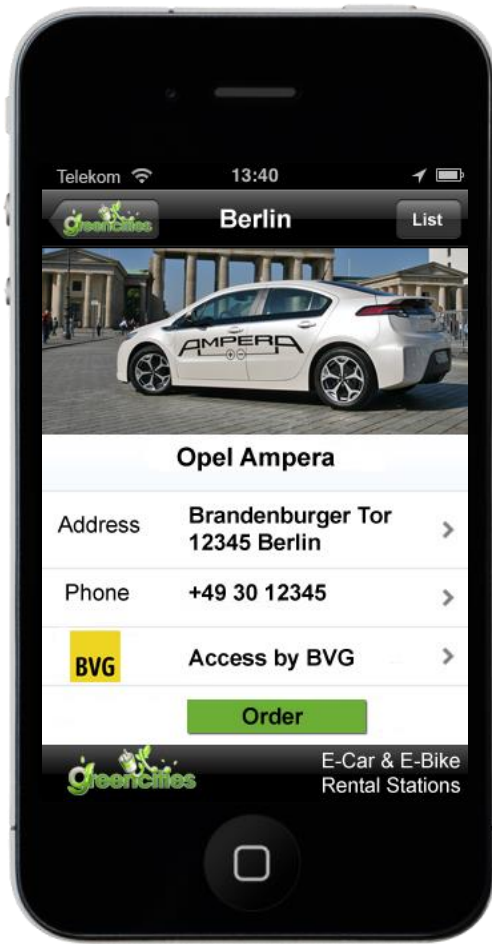 Telekom 13:40
greencities Berlin List
AMPERA
Opel Ampera
Address Brandenburger Tor
12345 Berlin
Phone +49 30 12345
BVG Access by BVG
Order
greencities E-Car & E-Bike
Rental Stations